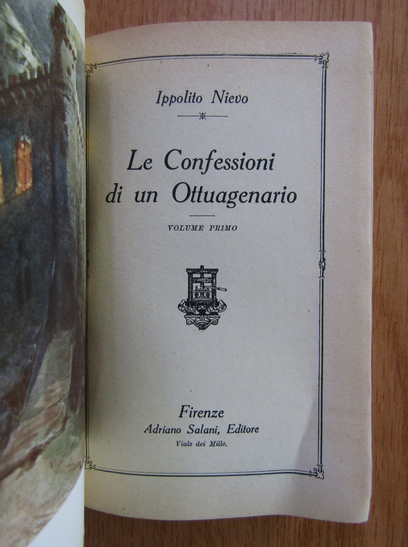 Ippolito Nievo
Le Confessioni
di un Ottuagenario
VOLUME PRIMO
Firenze
Adriano Salani, Editore
Viale dei Mille.